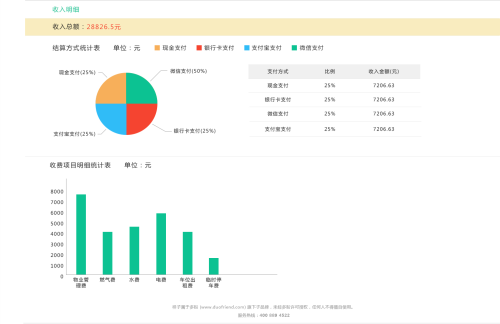 收入明细
收入总额：28826.5元
结算方式统计表 单位：元 现金支付 银行卡支付 支付宝支付 微信支付
现金支付(25%)
微信支付(50%)
支付宝支付(25%)
银行卡支付(25%)
支付方式 比例 收入金额(元)
现金支付 25% 7206.63
银行卡支付 25% 7206.63
微信支付 25% 7206.63
支付宝支付 25% 7206.63
收费项目明细统计表 单位：元
8000
7000
6000
5000
4000
3000
2000
1000
0
物业管理费
燃气费
水费
电费
车位出租费
临时停车费